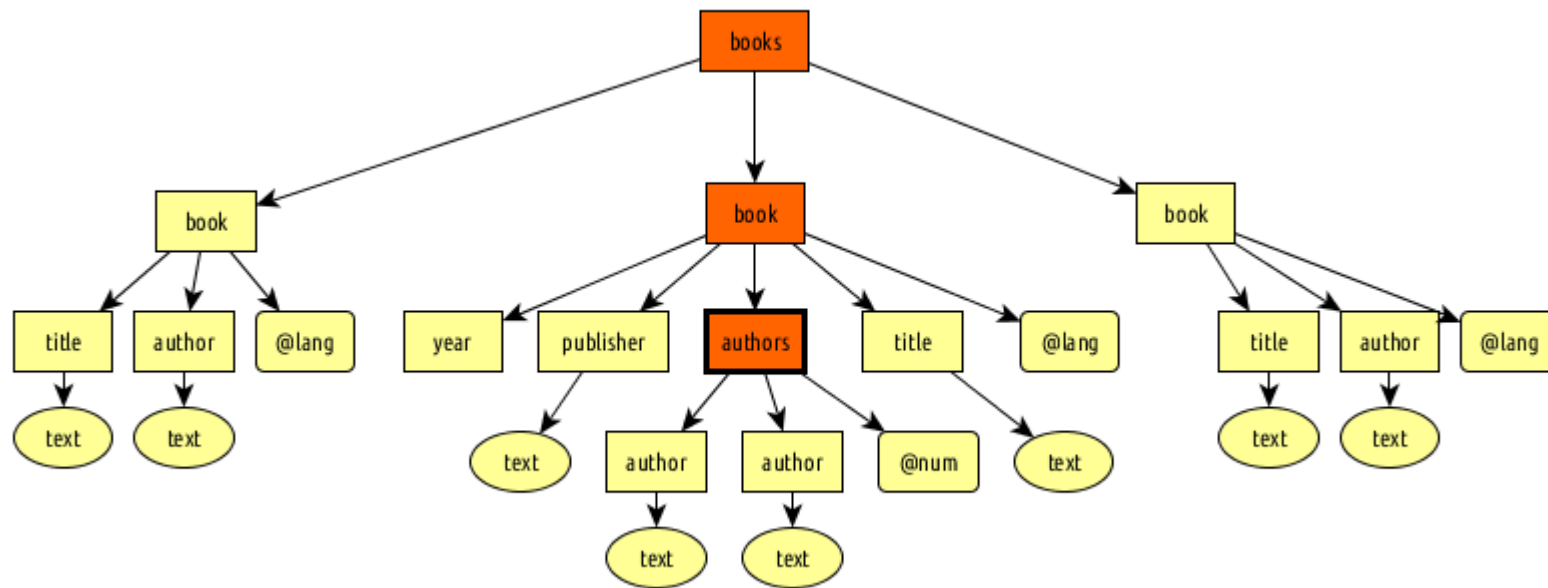 books
book
book
book
title
author
@lang
year
publisher
authors
title
@lang
title
author
@lang
text
text
text
author
author
@num
text
text
text
text
text